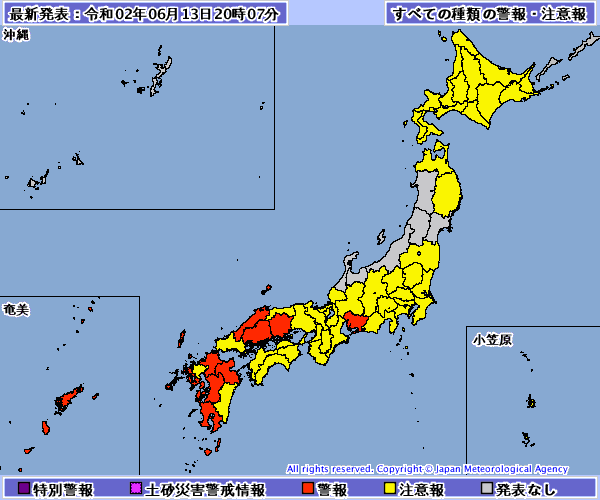 最新発表：令和02年06月13日20時07分
すべての種類の警報・注意報
沖縄
奄美
小笠原
All rights reserved. Copyright © Japan Meteorological Agency
特別警報 土砂災害警戒情報 警報 注意報 発表なし